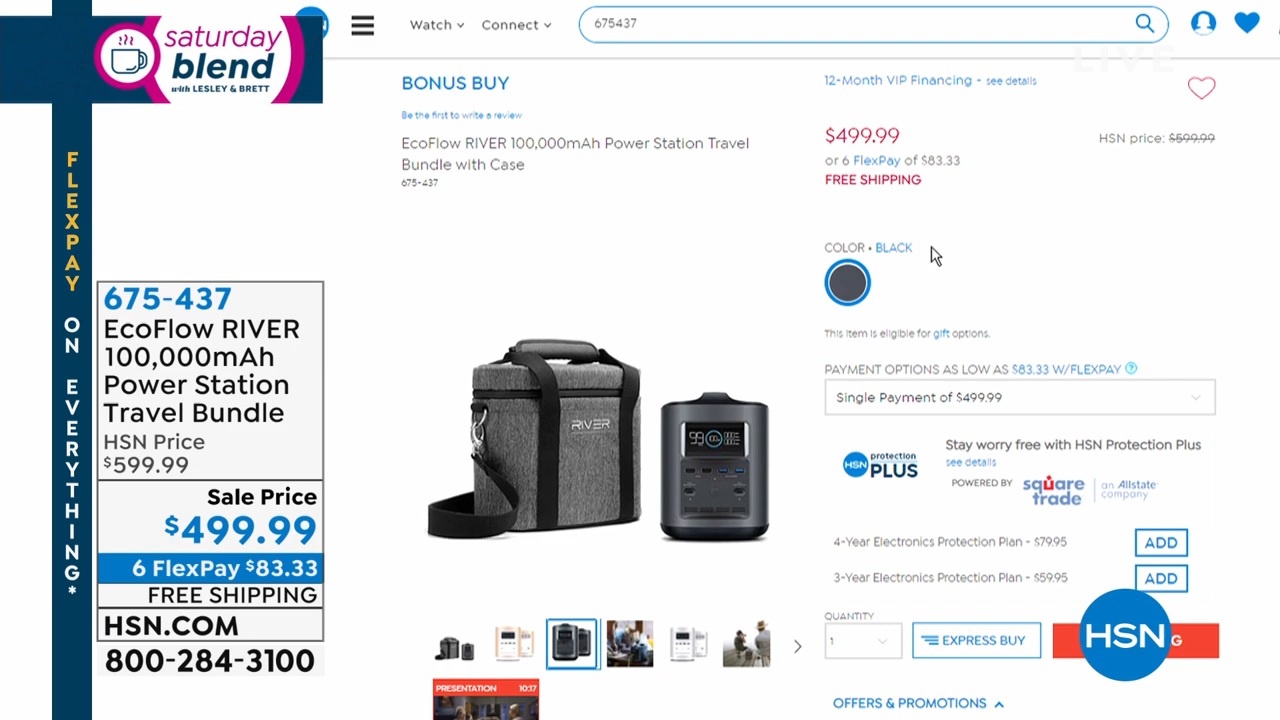 saturday
blend
with LESLEY & BRETT
FLEXPAY ON EVERYTHING*
675-437
EcoFlow RIVER
100,000mAh
Power Station
Travel Bundle
HSN Price
$599.99
Sale Price
$499.99
6 FlexPay $83.33
FREE SHIPPING
HSN.COM
800-284-3100
Watch
Connect
675437
LIVE
BONUS BUY
Be the first to write a review
EcoFlow RIVER 100,000mAh Power Station Travel
Bundle with Case
675-437
RIVER
12-Month VIP Financing - see details
$499.99
HSN price: $599.99
or 6 FlexPay of $83.33
FREE SHIPPING
COLOR • BLACK
This item is eligible for gift options.
PAYMENT OPTIONS AS LOW AS $83.33 W/FLEXPAY ?
Single Payment of $499.99
HSN protection PLUS
Stay worry free with HSN Protection Plus
see details
POWERED BY square trade an Allstate company
4-Year Electronics Protection Plan - $79.95 ADD
3-Year Electronics Protection Plan - $59.95 ADD
QUANTITY
1
EXPRESS BUY
HSN
OFFERS & PROMOTIONS
PRESENTATION 10:17